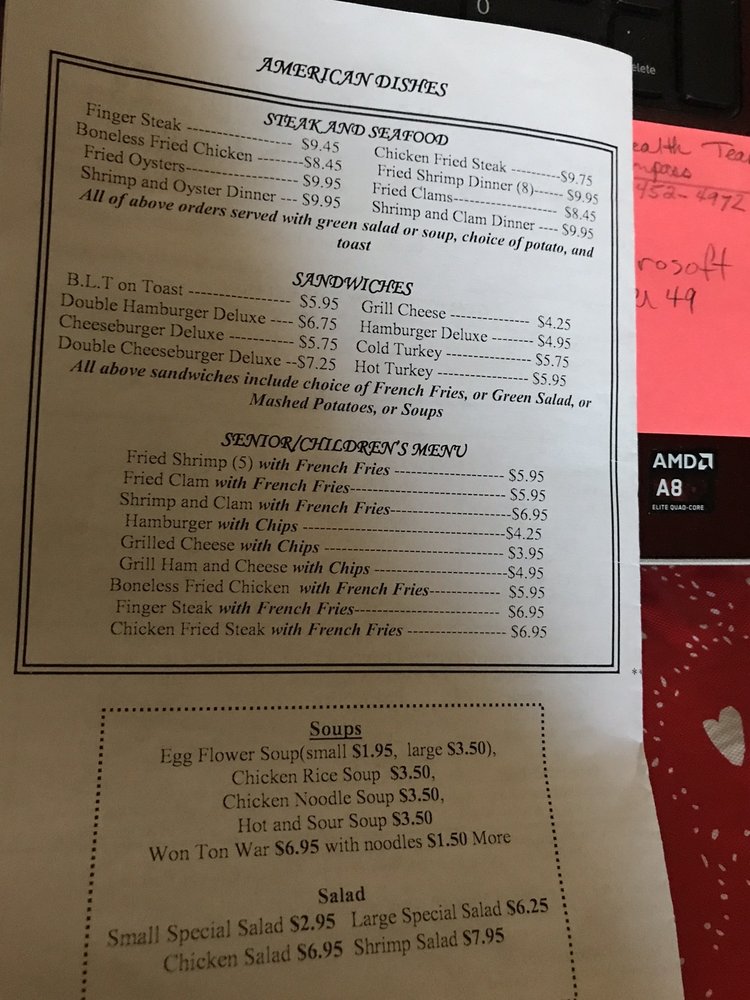 0
elete
AMERICAN DISHES
STEAK AND SEAFOOD
Finger Steak ---------------- $9.45
Boneless Fried Chicken --------$8.45
Fried Oysters----------------- $9.95
Shrimp and Oyster Dinner --- $9.95
Chicken Fried Steak ----------$9.75
Fried Shrimp Dinner (8)------ $9.95
Fried Clams-------------------- $8.45
Shrimp and Clam Dinner ---- $9.95
All of above orders served with green salad or soup, choice of potato, and
toast
SANDWICHES
B.L.T on Toast ------------------ $5.95
Double Hamburger Deluxe ---- $6.75
Cheeseburger Deluxe ----------- $5.75
Double Cheeseburger Deluxe --$7.25
Grill Cheese -------------- $4.25
Hamburger Deluxe ------- $4.95
Cold Turkey --------------- $5.75
Hot Turkey ---------------- $5.95
All above sandwiches include choice of French Fries, or Green Salad, or
Mashed Potatoes, or Soups
SENIOR/CHILDREN'S MENU
Fried Shrimp (5) with French Fries -------------------- $5.95
Fried Clam with French Fries---------------------------- $5.95
Shrimp and Clam with French Fries---------------------$6.95
Hamburger with Chips ------------------------------------$4.25
Grilled Cheese with Chips -------------------------------- $3.95
Grill Ham and Cheese with Chips ------------------------$4.95
Boneless Fried Chicken with French Fries-------------- $5.95
Finger Steak with French Fries-------------------------- $6.95
Chicken Fried Steak with French Fries ------------------ $6.95
Soups
Egg Flower Soup(small $1.95, large $3.50),
Chicken Rice Soup $3.50,
Chicken Noodle Soup $3.50,
Hot and Sour Soup $3.50
Won Ton War $6.95 with noodles $1.50 More
Salad
Small Special Salad $2.95 Large Special Salad $6.25
Chicken Salad $6.95 Shrimp Salad $7.95
ealth Tea
452-4972
rosoft
49
AMD
A8
ELITE QUAD-CORE